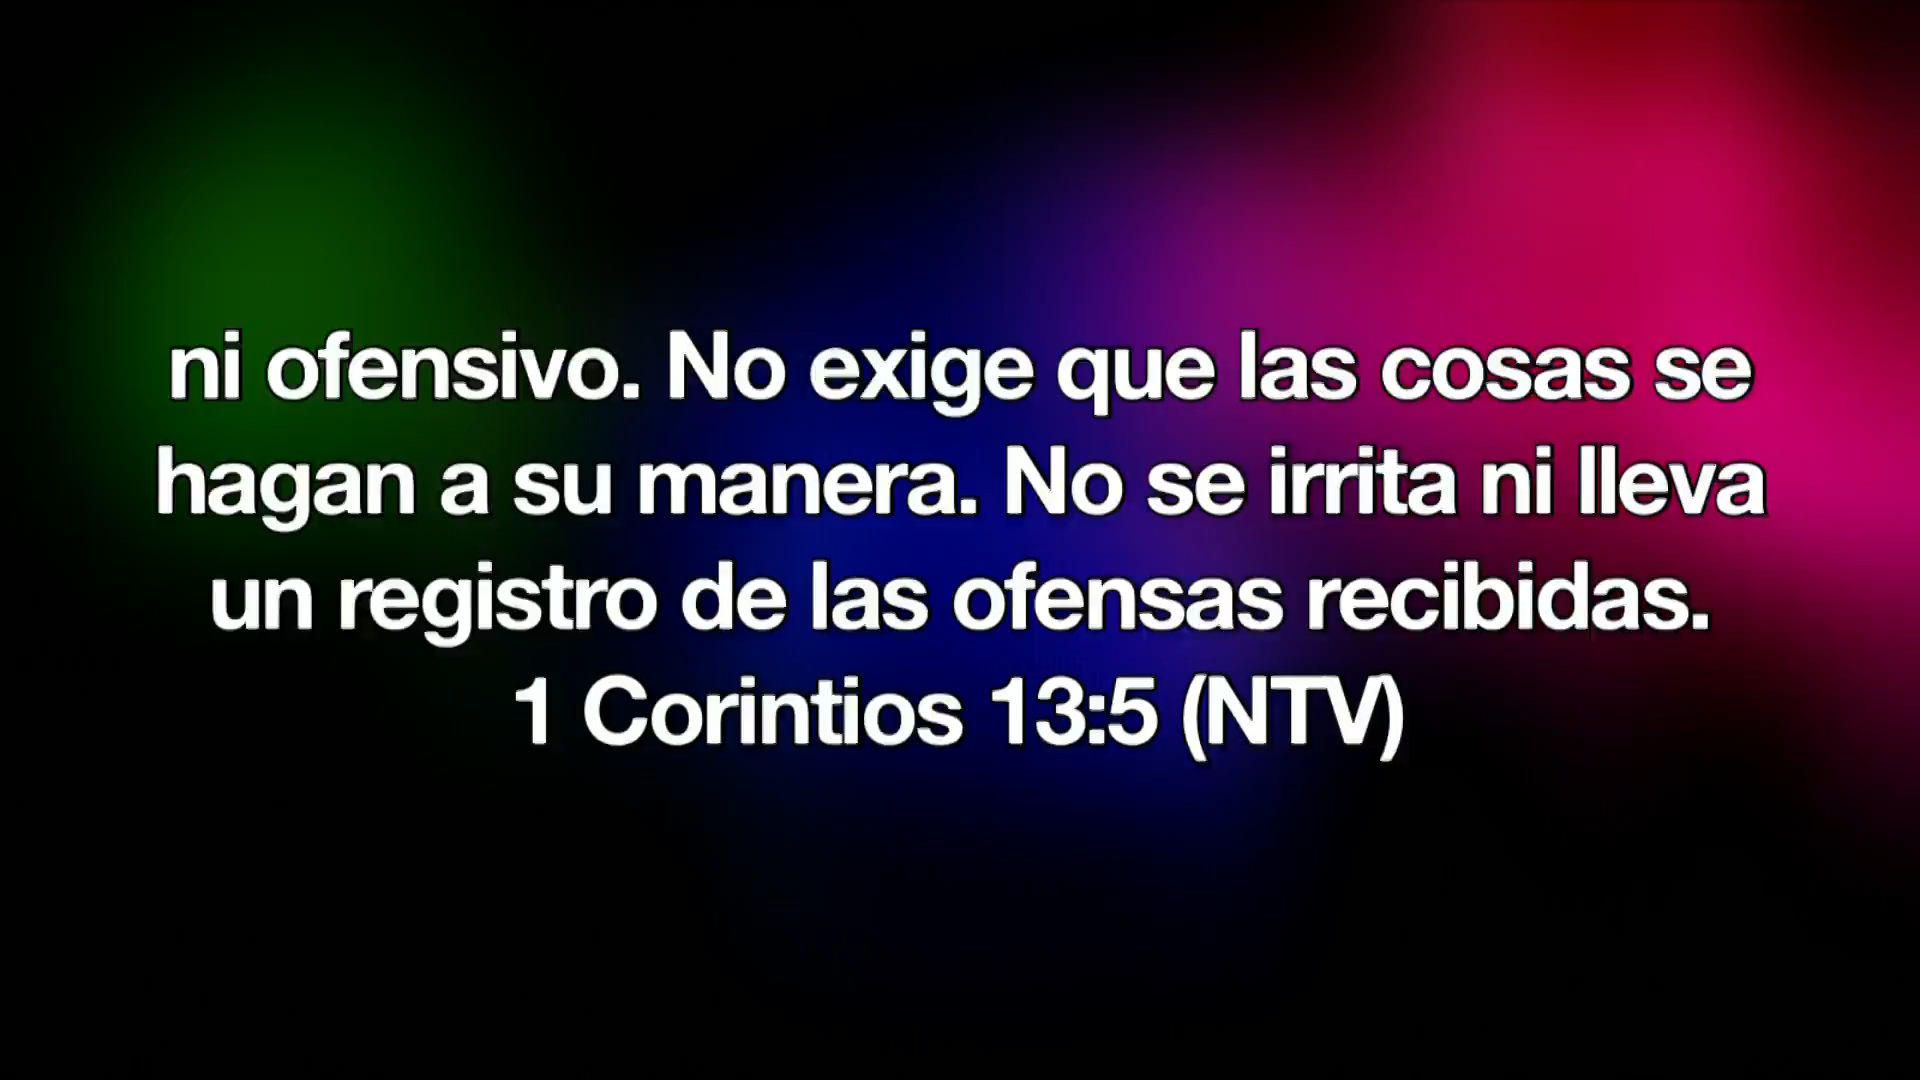 ni ofensivo. No exige que las cosas se
hagan a su manera. No se irrita ni lleva
un registro de las ofensas recibidas.
1 Corintios 13:5 (NTV)